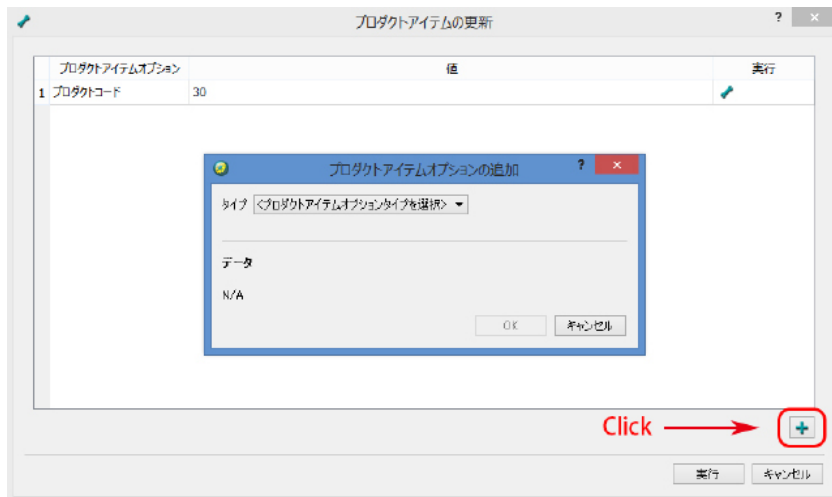 プロダクトアイテムの更新
プロダクトアイテムオプション 値 実行
1 プロダクトコード 30
プロダクトアイテムオプションの追加
タイプ <プロダクトアイテムオプションタイプを選択>
データ
N/A
OK キャンセル
Click
実行 キャンセル